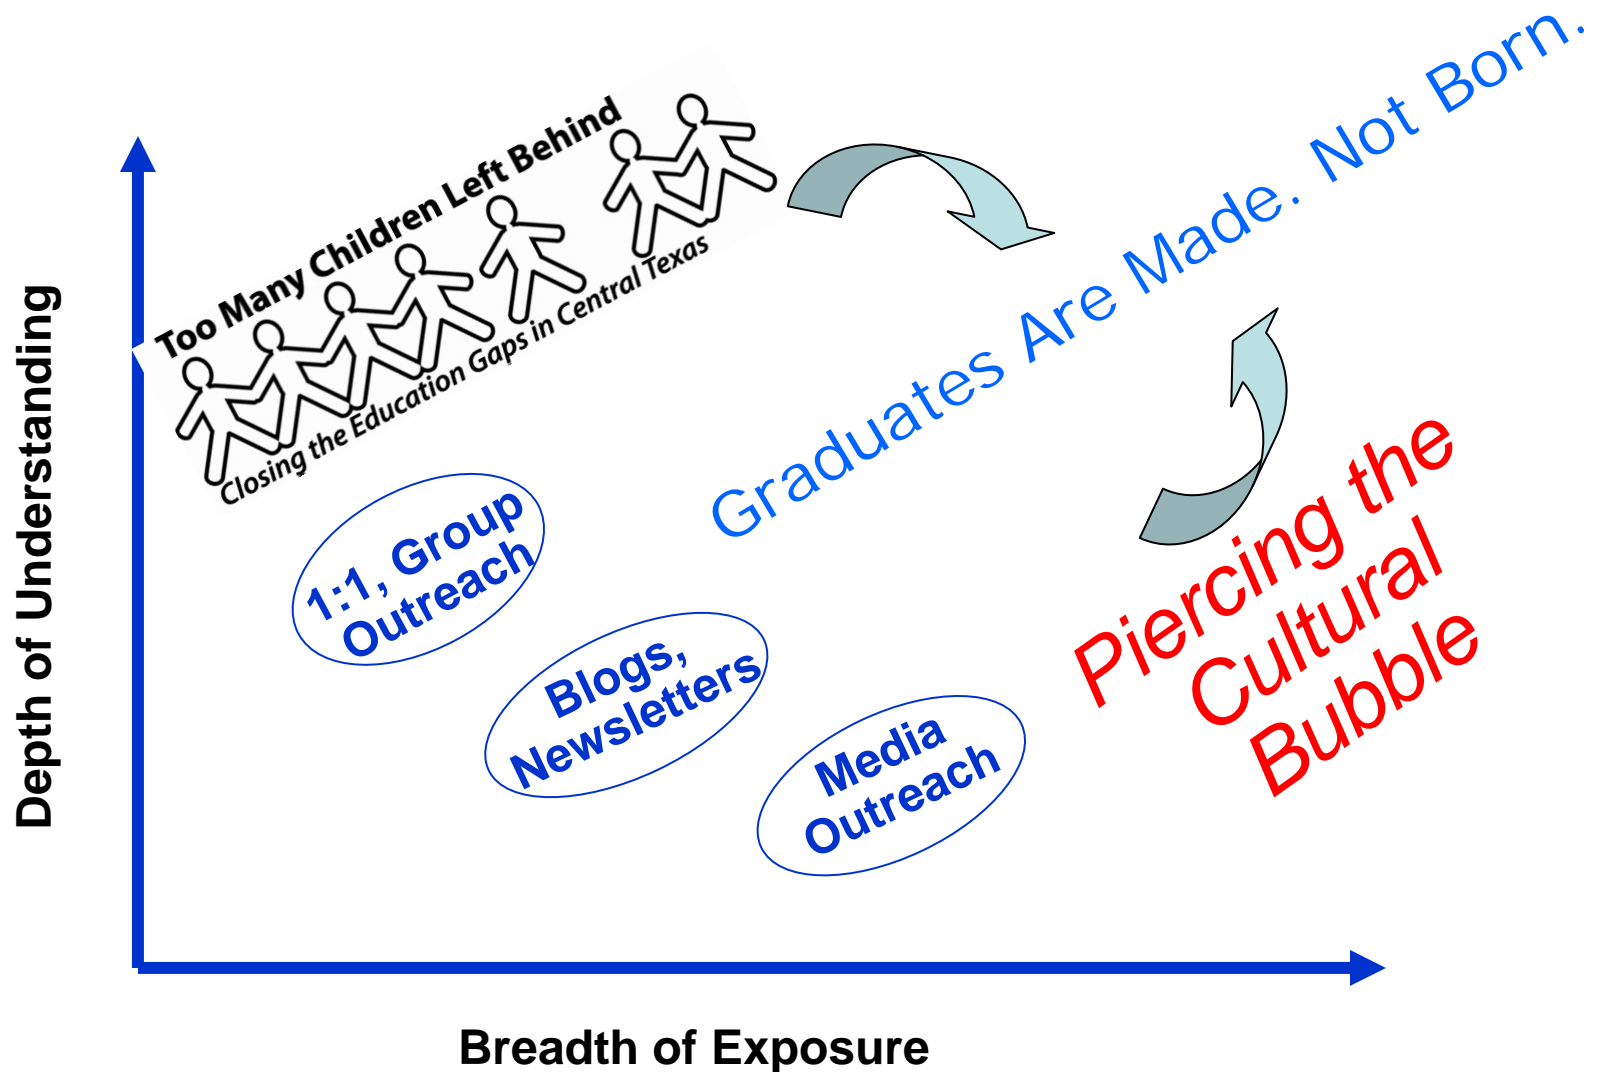 Too Many Children Left Behind
Closing the Education Gaps in Central Texas
Graduates Are Made. Not Born.
Depth of Understanding
1:1, Group
Outreach
Blogs,
Newsletters
Media
Outreach
Piercing the
Cultural
Bubble
Breadth of Exposure